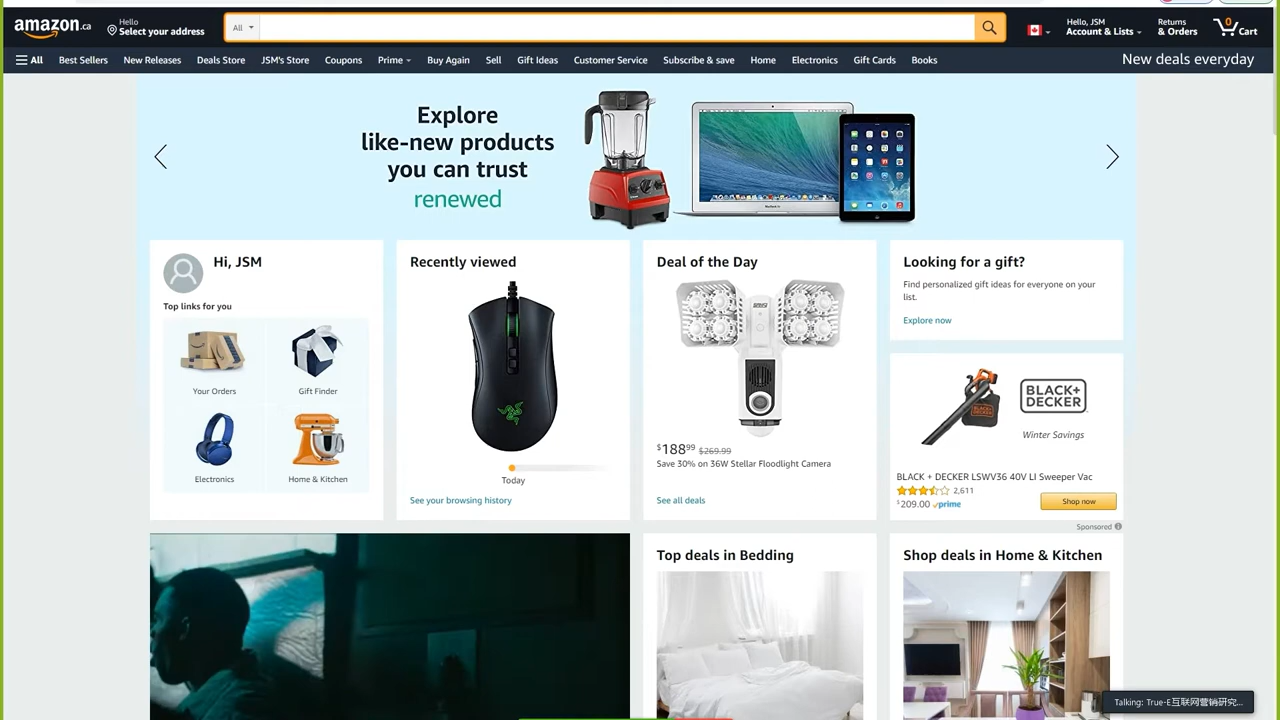 amazon.ca
Hello
Select your address
All
Hello, JSM
Account & Lists
Returns
& Orders
0
Cart
All
Best Sellers
New Releases
Deals Store
JSM's Store
Coupons
Prime
Buy Again
Sell
Gift Ideas
Customer Service
Subscribe & save
Home
Electronics
Gift Cards
Books
New deals everyday
Explore
like-new products
you can trust
renewed
Hi, JSM
Top links for you
Your Orders
Gift Finder
Electronics
Home & Kitchen
Recently viewed
Today
See your browsing history
Deal of the Day
$188.99 $269.99
Save 30% on 36W Stellar Floodlight Camera
See all deals
Looking for a gift?
Find personalized gift ideas for everyone on your
list.
Explore now
BLACK+
DECKER
Winter Savings
BLACK + DECKER LSWV36 40V LI Sweeper Vac
2,611
$209.00 prime
Shop now
Sponsored
Top deals in Bedding
Shop deals in Home & Kitchen
Talking: True-E互联网营销研究...